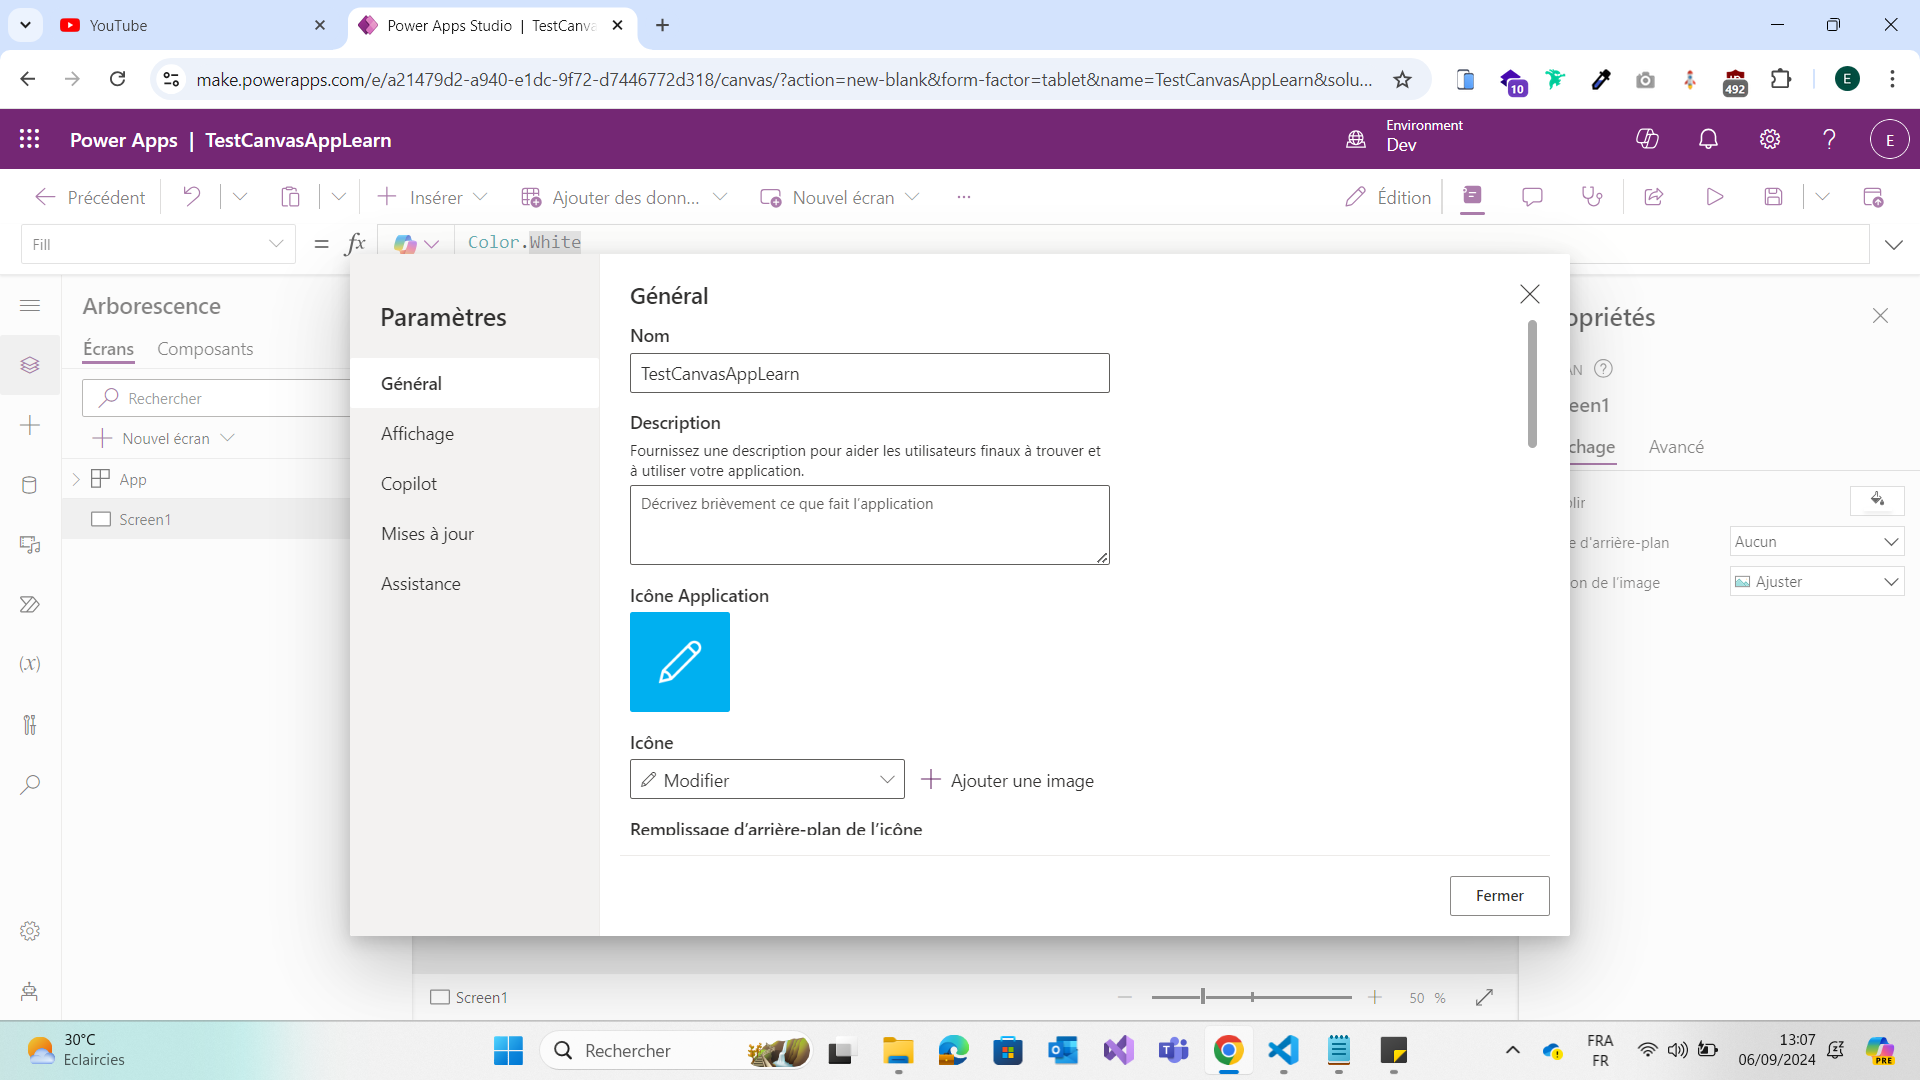 YouTube
Power Apps Studio | TestCanva
make.powerapps.com/e/a21479d2-a940-e1dc-9f72-d7446772d318/canvas/?action=new-blank&form-factor=tablet&name=TestCanvasAppLearn&solu...
10
492
E
Power Apps | TestCanvasAppLearn
Environment
Dev
E
Précédent
Insérer
Ajouter des donn...
Nouvel écran
...
Édition
Fill
= fx
Color.White
Arborescence
Écrans
Composants
Rechercher
Nouvel écran
App
Screen1
(x)
Paramètres
Général
Affichage
Copilot
Mises à jour
Assistance
Général
Nom
TestCanvasAppLearn
Description
Fournissez une description pour aider les utilisateurs finaux à trouver et
à utiliser votre application.
Décrivez brièvement ce que fait l'application
Icône Application
Icône
Modifier
Ajouter une image
Remplissage d'arrière-plan de l'icône
Fermer
opriétés
AN
een1
chage
Avancé
lir
e d'arrière-plan
Aucun
on de l'image
Ajuster
Screen1
50 %
30°C
Eclaircies
Rechercher
FRA
FR
13:07
06/09/2024
PRE